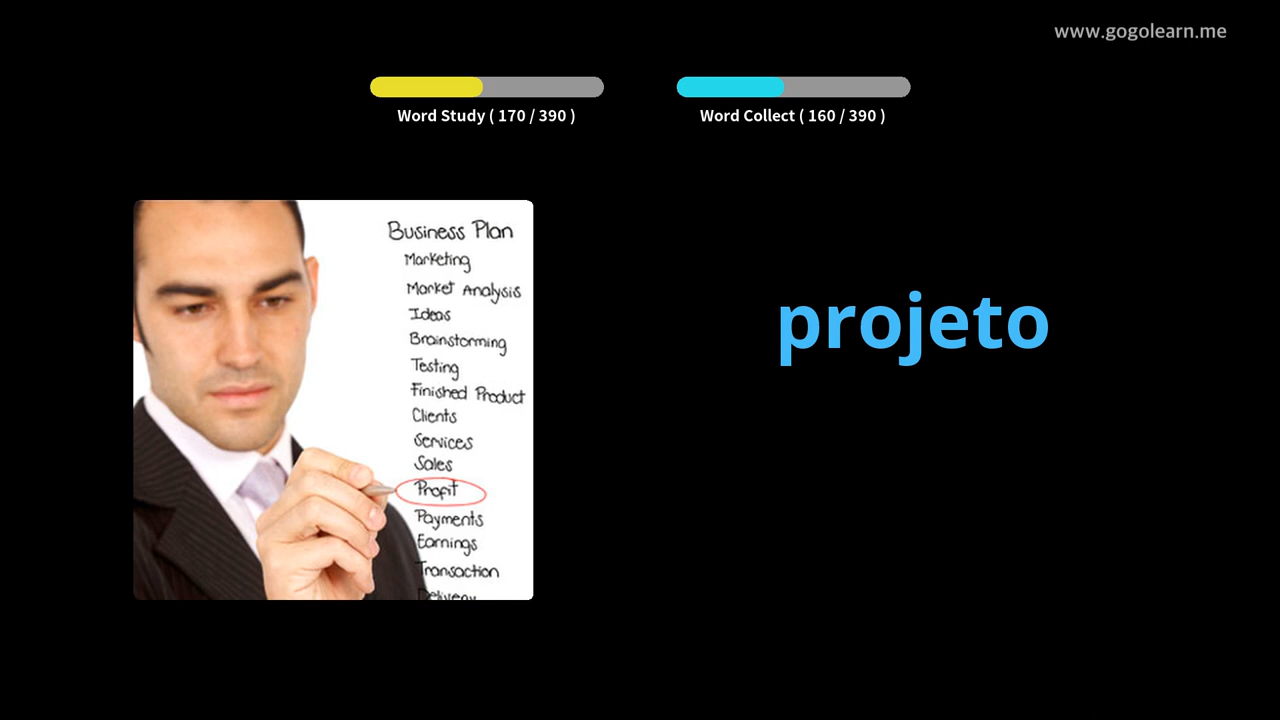 www.gogolearn.me
Word Study ( 170 / 390 )
Word Collect ( 160 / 390 )
Business Plan
Marketing
Market Analysis
Ideas
Brainstorming
Testing
Finished Product
Clients
Services
Sales
Profit
Payments
Earnings
Transaction
Delivery
projeto